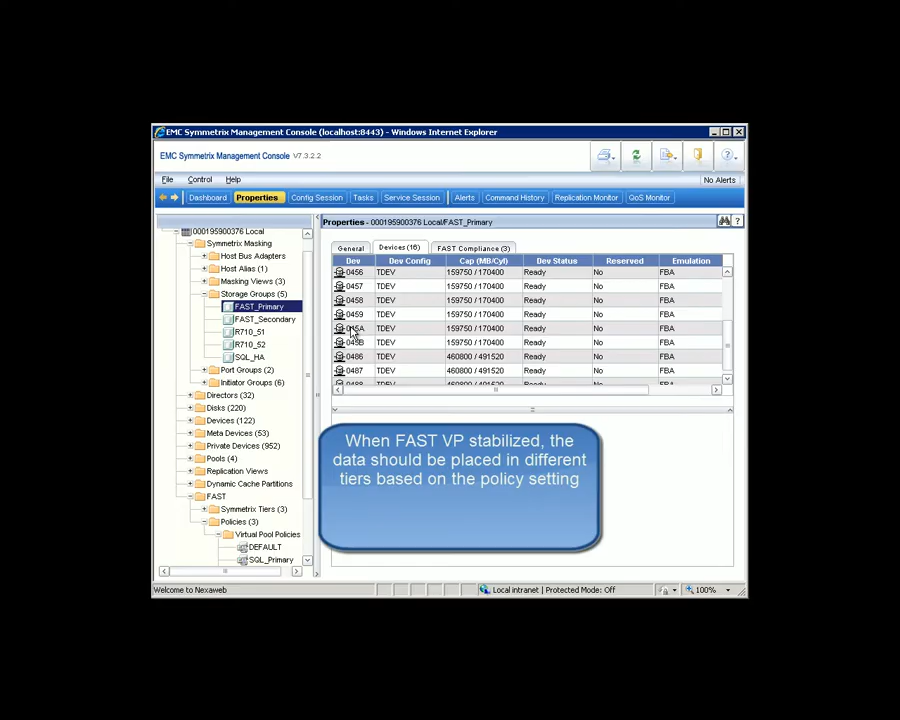 EMC Symmetrix Management Console (localhost:8443) - Windows Internet Explorer
EMC Symmetrix Management Console V7.3.2.2
File Control Help
No Alerts
Dashboard Properties Config Session Tasks Service Session Alerts Command History Replication Monitor QoS Monitor
000195900376 Local
Symmetrix Masking
Host Bus Adapters
Host Alias (1)
Masking Views (3)
Storage Groups (5)
FAST_Primary
FAST_Secondary
R710_51
R710_52
SQL_HA
Port Groups (2)
Initiator Groups (6)
Directors (32)
Disks (220)
Devices (122)
Meta Devices (53)
Private Devices (952)
Pools (4)
Replication Views
Dynamic Cache Partitions
FAST
Symmetrix Tiers (3)
Policies (3)
Virtual Pool Policies
DEFAULT
SQL_Primary
Properties - 000195900376 Local/FAST_Primary
General Devices (16) FAST Compliance (3)
Dev Dev Config Cap (MB/Cyl) Dev Status Reserved Emulation
0456 TDEV 159750 / 170400 Ready No FBA
0457 TDEV 159750 / 170400 Ready No FBA
0458 TDEV 159750 / 170400 Ready No FBA
0459 TDEV 159750 / 170400 Ready No FBA
045A TDEV 159750 / 170400 Ready No FBA
045B TDEV 159750 / 170400 Ready No FBA
0486 TDEV 460800 / 491520 Ready No FBA
0487 TDEV 460800 / 491520 Ready No FBA
0488 TDEV 460800 / 491520 Ready No FBA
When FAST VP stabilized, the
data should be placed in different
tiers based on the policy setting
Welcome to Nexaweb
Local intranet | Protected Mode: Off
100%